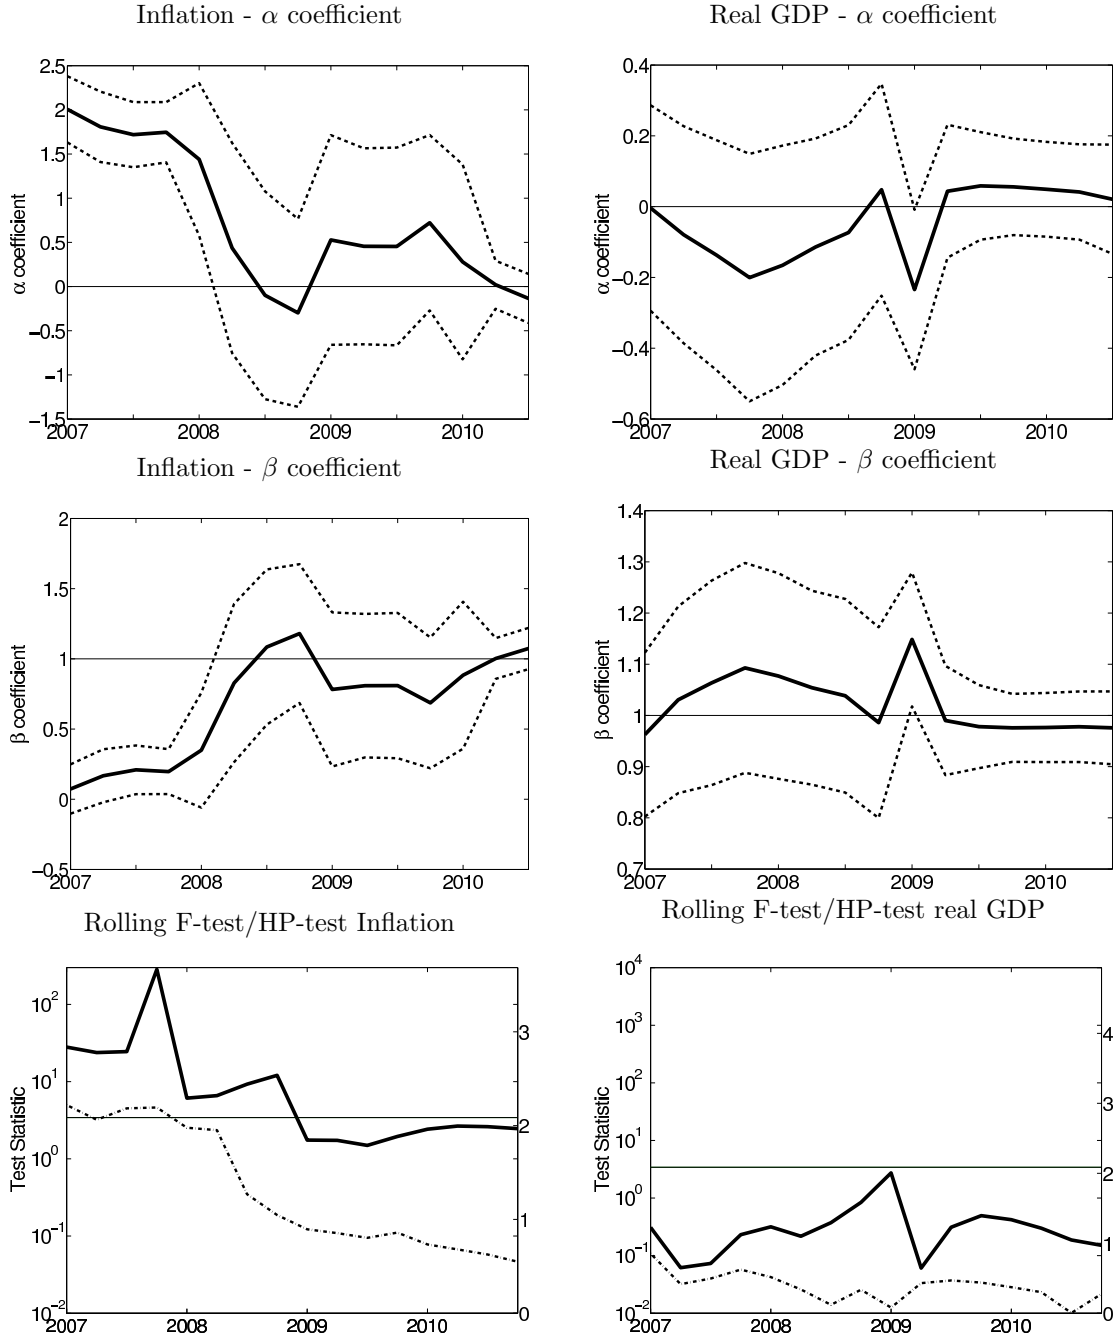 Inflation - α coefficient
2.5
2
1.5
1
0.5
0
−0.5
−1
−1.5
α coefficient
2007 2008 2009 2010
Real GDP - α coefficient
0.4
0.2
0
−0.2
−0.4
−0.6
α coefficient
2007 2008 2009 2010
Inflation - β coefficient
2
1.5
1
0.5
0
−0.5
β coefficient
2007 2008 2009 2010
Real GDP - β coefficient
1.4
1.3
1.2
1.1
1
0.9
0.8
0.7
β coefficient
2007 2008 2009 2010
Rolling F-test/HP-test Inflation
10²
10¹
10⁰
10⁻¹
10⁻²
Test Statistic
3
2
1
0
2007 2008 2009 2010
Rolling F-test/HP-test real GDP
10⁴
10³
10²
10¹
10⁰
10⁻¹
10⁻²
Test Statistic
4
3
2
1
0
2007 2008 2009 2010